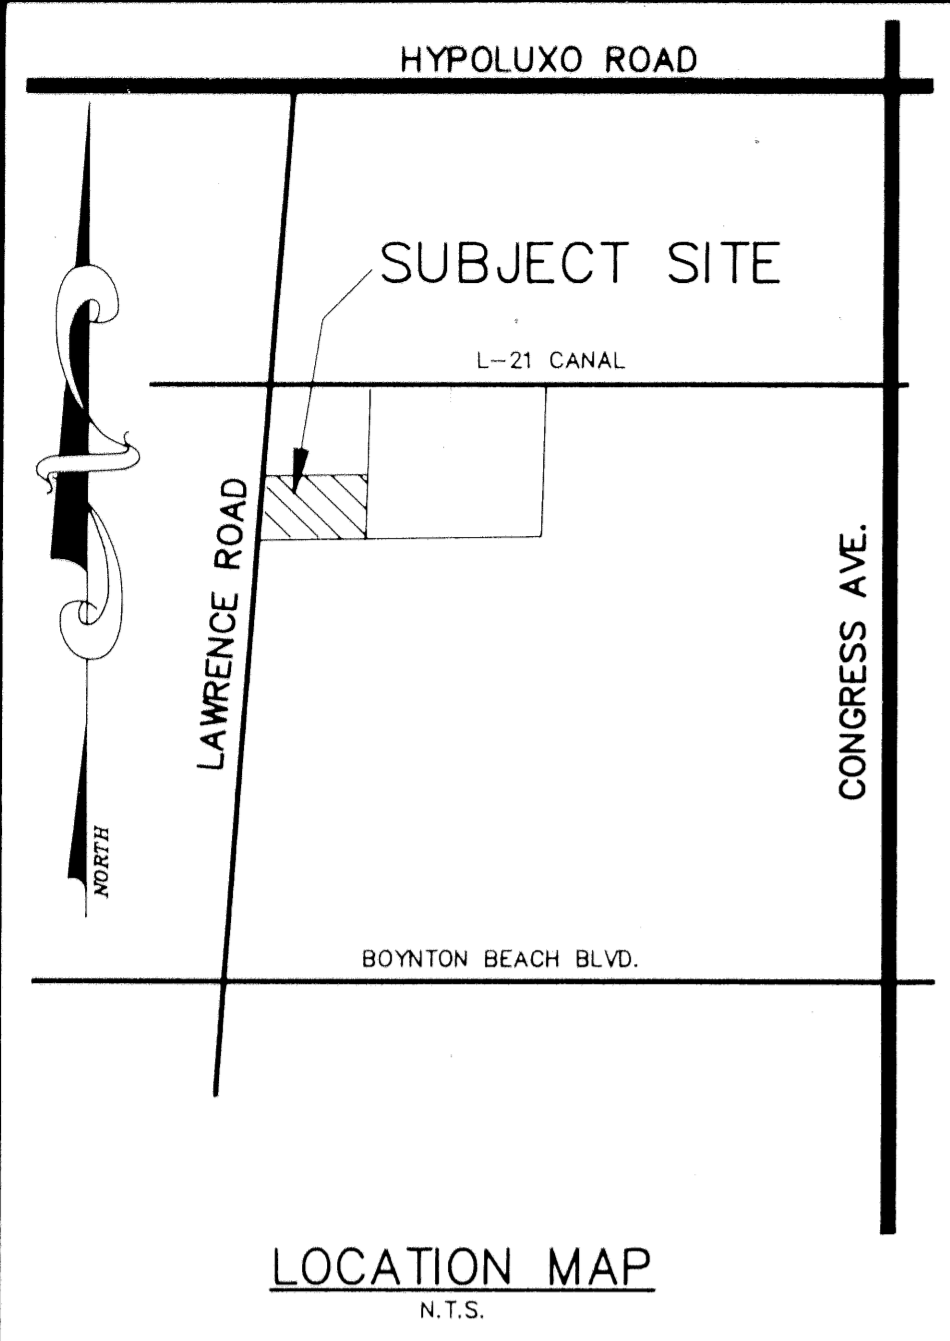 HYPOLUXO ROAD
SUBJECT SITE
L-21 CANAL
LAWRENCE ROAD
CONGRESS AVE.
NORTH
BOYNTON BEACH BLVD.
LOCATION MAP
N.T.S.